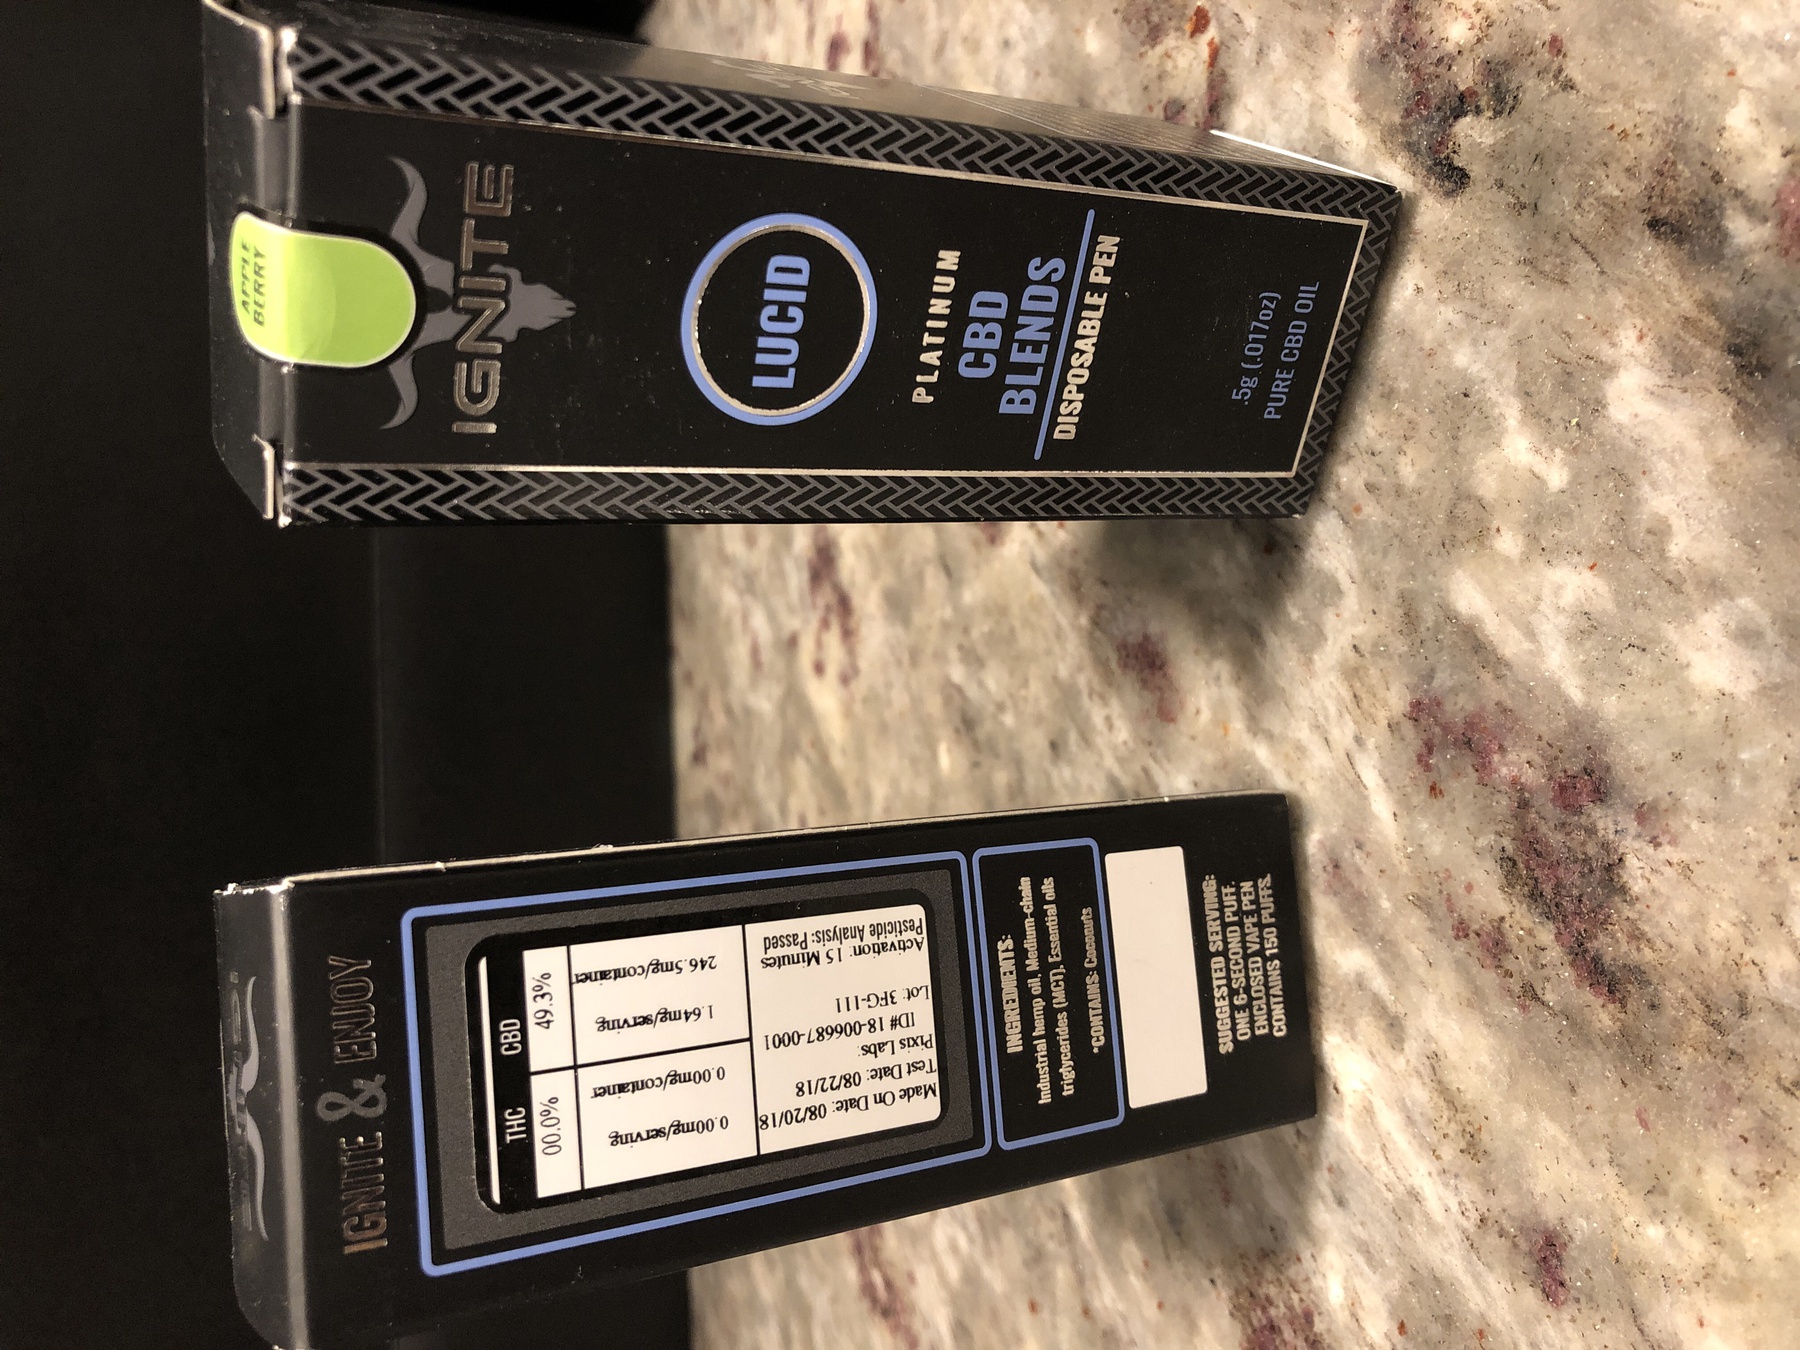 APPLE
BERRY
IGNITE
LUCID
PLATINUM
CBD
BLENDS
DISPOSABLE PEN
.5g (.017oz)
PURE CBD OIL
IGNITE & ENJOY
THC CBD
00.0% 49.3%
0.00mg/serving 1.64mg/serving
0.00mg/container 246.5mg/container
Made On Date: 08/20/18
Test Date: 08/22/18
Pixis Labs:
ID# 18-006687-0001
Lot: 3FG-111
Activation: 15 Minutes
Pesticide Analysis: Passed
INGREDIENTS:
Industrial hemp oil, Medium-chain
triglycerides (MCT), Essential oils
*CONTAINS: Coconuts
SUGGESTED SERVING:
ONE 6-SECOND PUFF.
ENCLOSED VAPE PEN
CONTAINS 150 PUFFS.